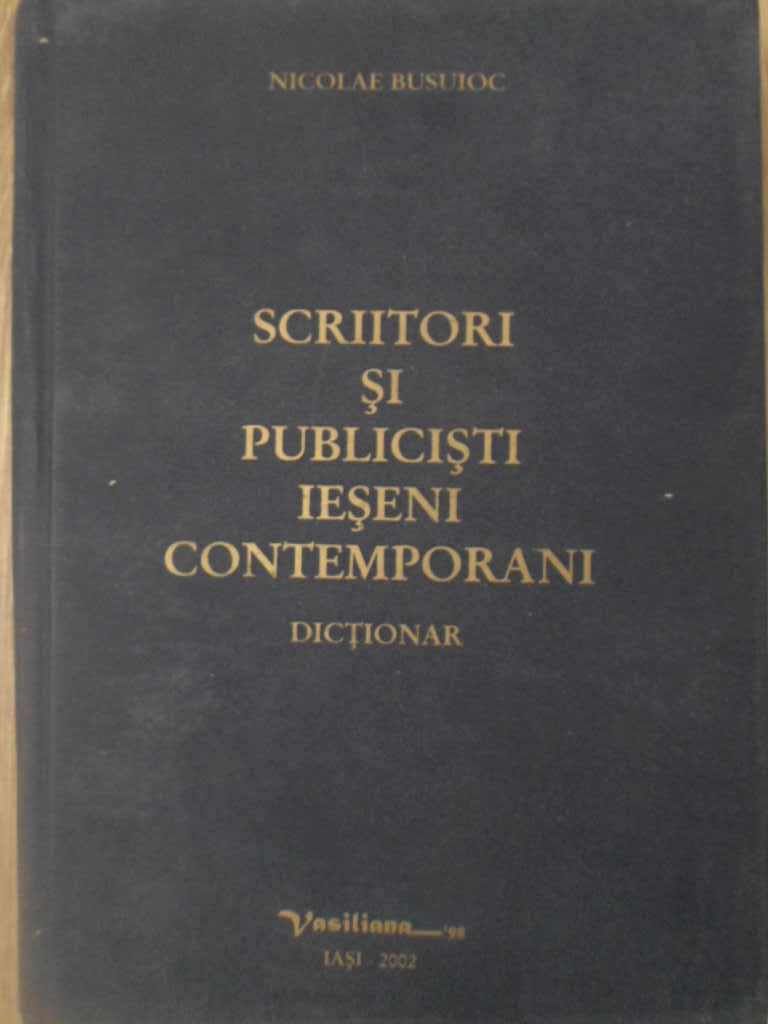 NICOLAE BUSUIOC
SCRIITORI
ŞI
PUBLICIŞTI
IEŞENI
CONTEMPORANI
DICŢIONAR
Vasiliana '98
IAŞI - 2002